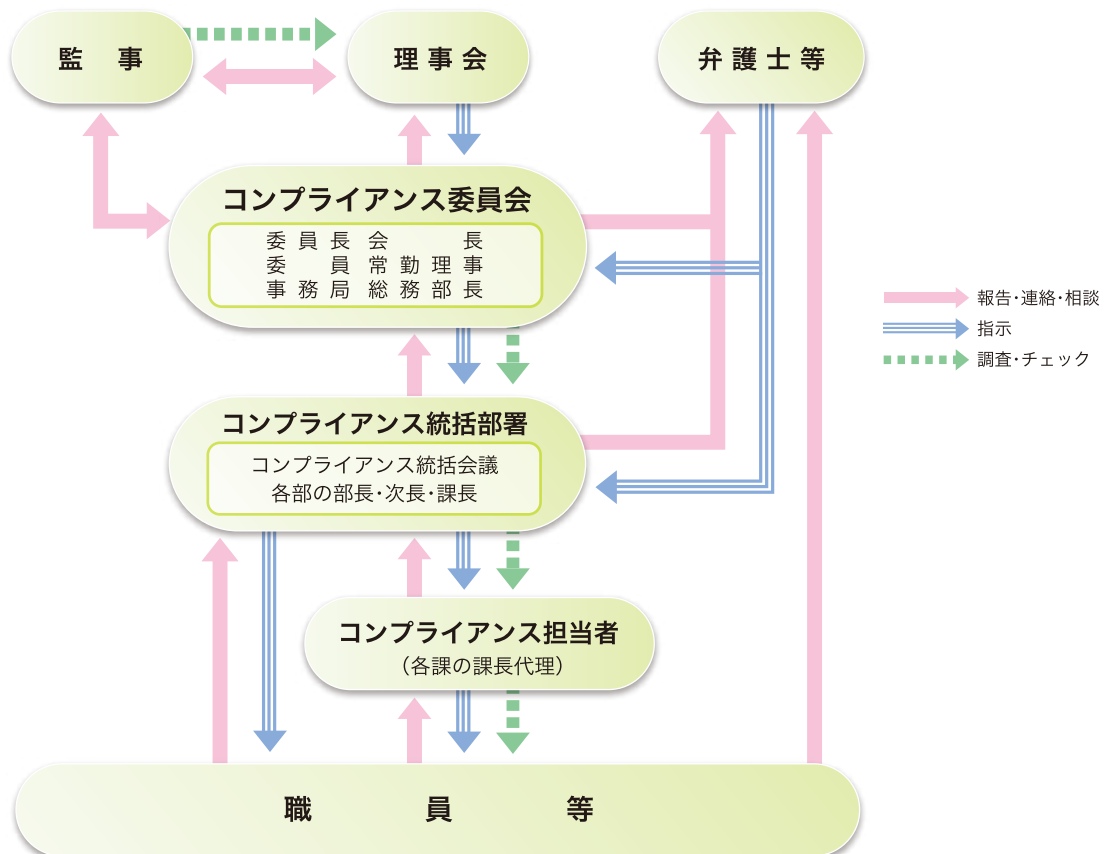 監事
理事会
弁護士等
コンプライアンス委員会
委員長 会長
委員 常勤理事
事務局 総務部長
報告・連絡・相談
指示
調査・チェック
コンプライアンス統括部署
コンプライアンス統括会議
各部の部長・次長・課長
コンプライアンス担当者
(各課の課長代理)
職員等